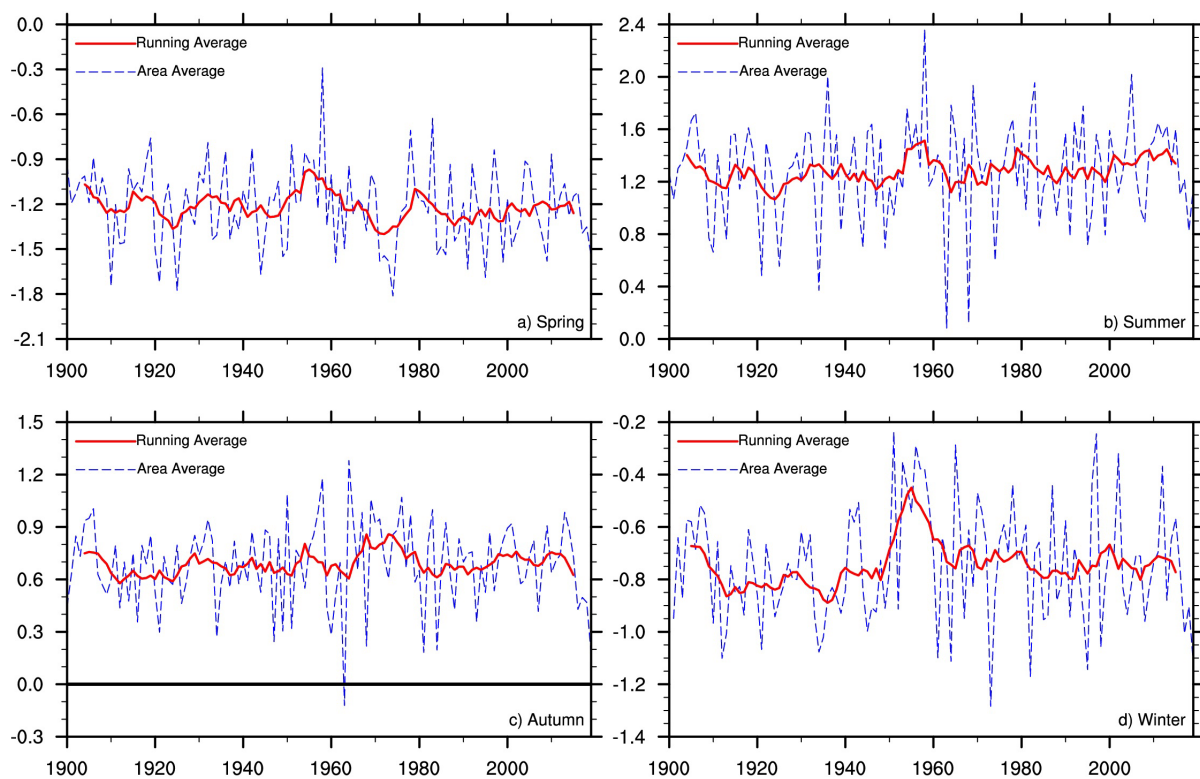 0.0
-0.3
-0.6
-0.9
-1.2
-1.5
-1.8
-2.1
Running Average
Area Average
a) Spring
1900 1920 1940 1960 1980 2000
2.4
2.0
1.6
1.2
0.8
0.4
0.0
Running Average
Area Average
b) Summer
1900 1920 1940 1960 1980 2000
1.5
1.2
0.9
0.6
0.3
0.0
-0.3
Running Average
Area Average
c) Autumn
1900 1920 1940 1960 1980 2000
-0.2
-0.4
-0.6
-0.8
-1.0
-1.2
-1.4
Running Average
Area Average
d) Winter
1900 1920 1940 1960 1980 2000